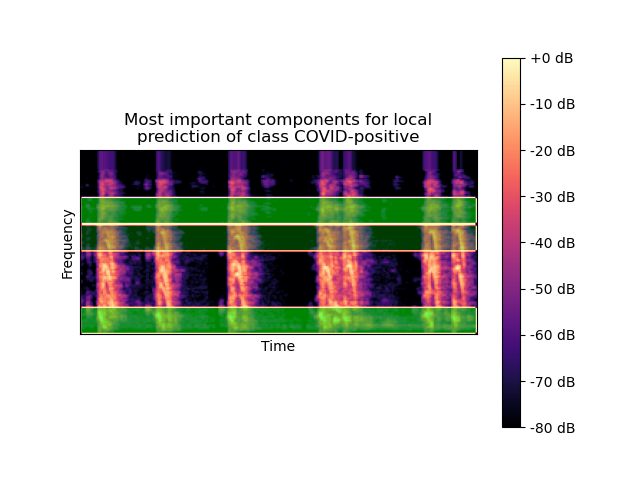 Most important components for local
prediction of class COVID-positive
Frequency
Time
+0 dB
-10 dB
-20 dB
-30 dB
-40 dB
-50 dB
-60 dB
-70 dB
-80 dB